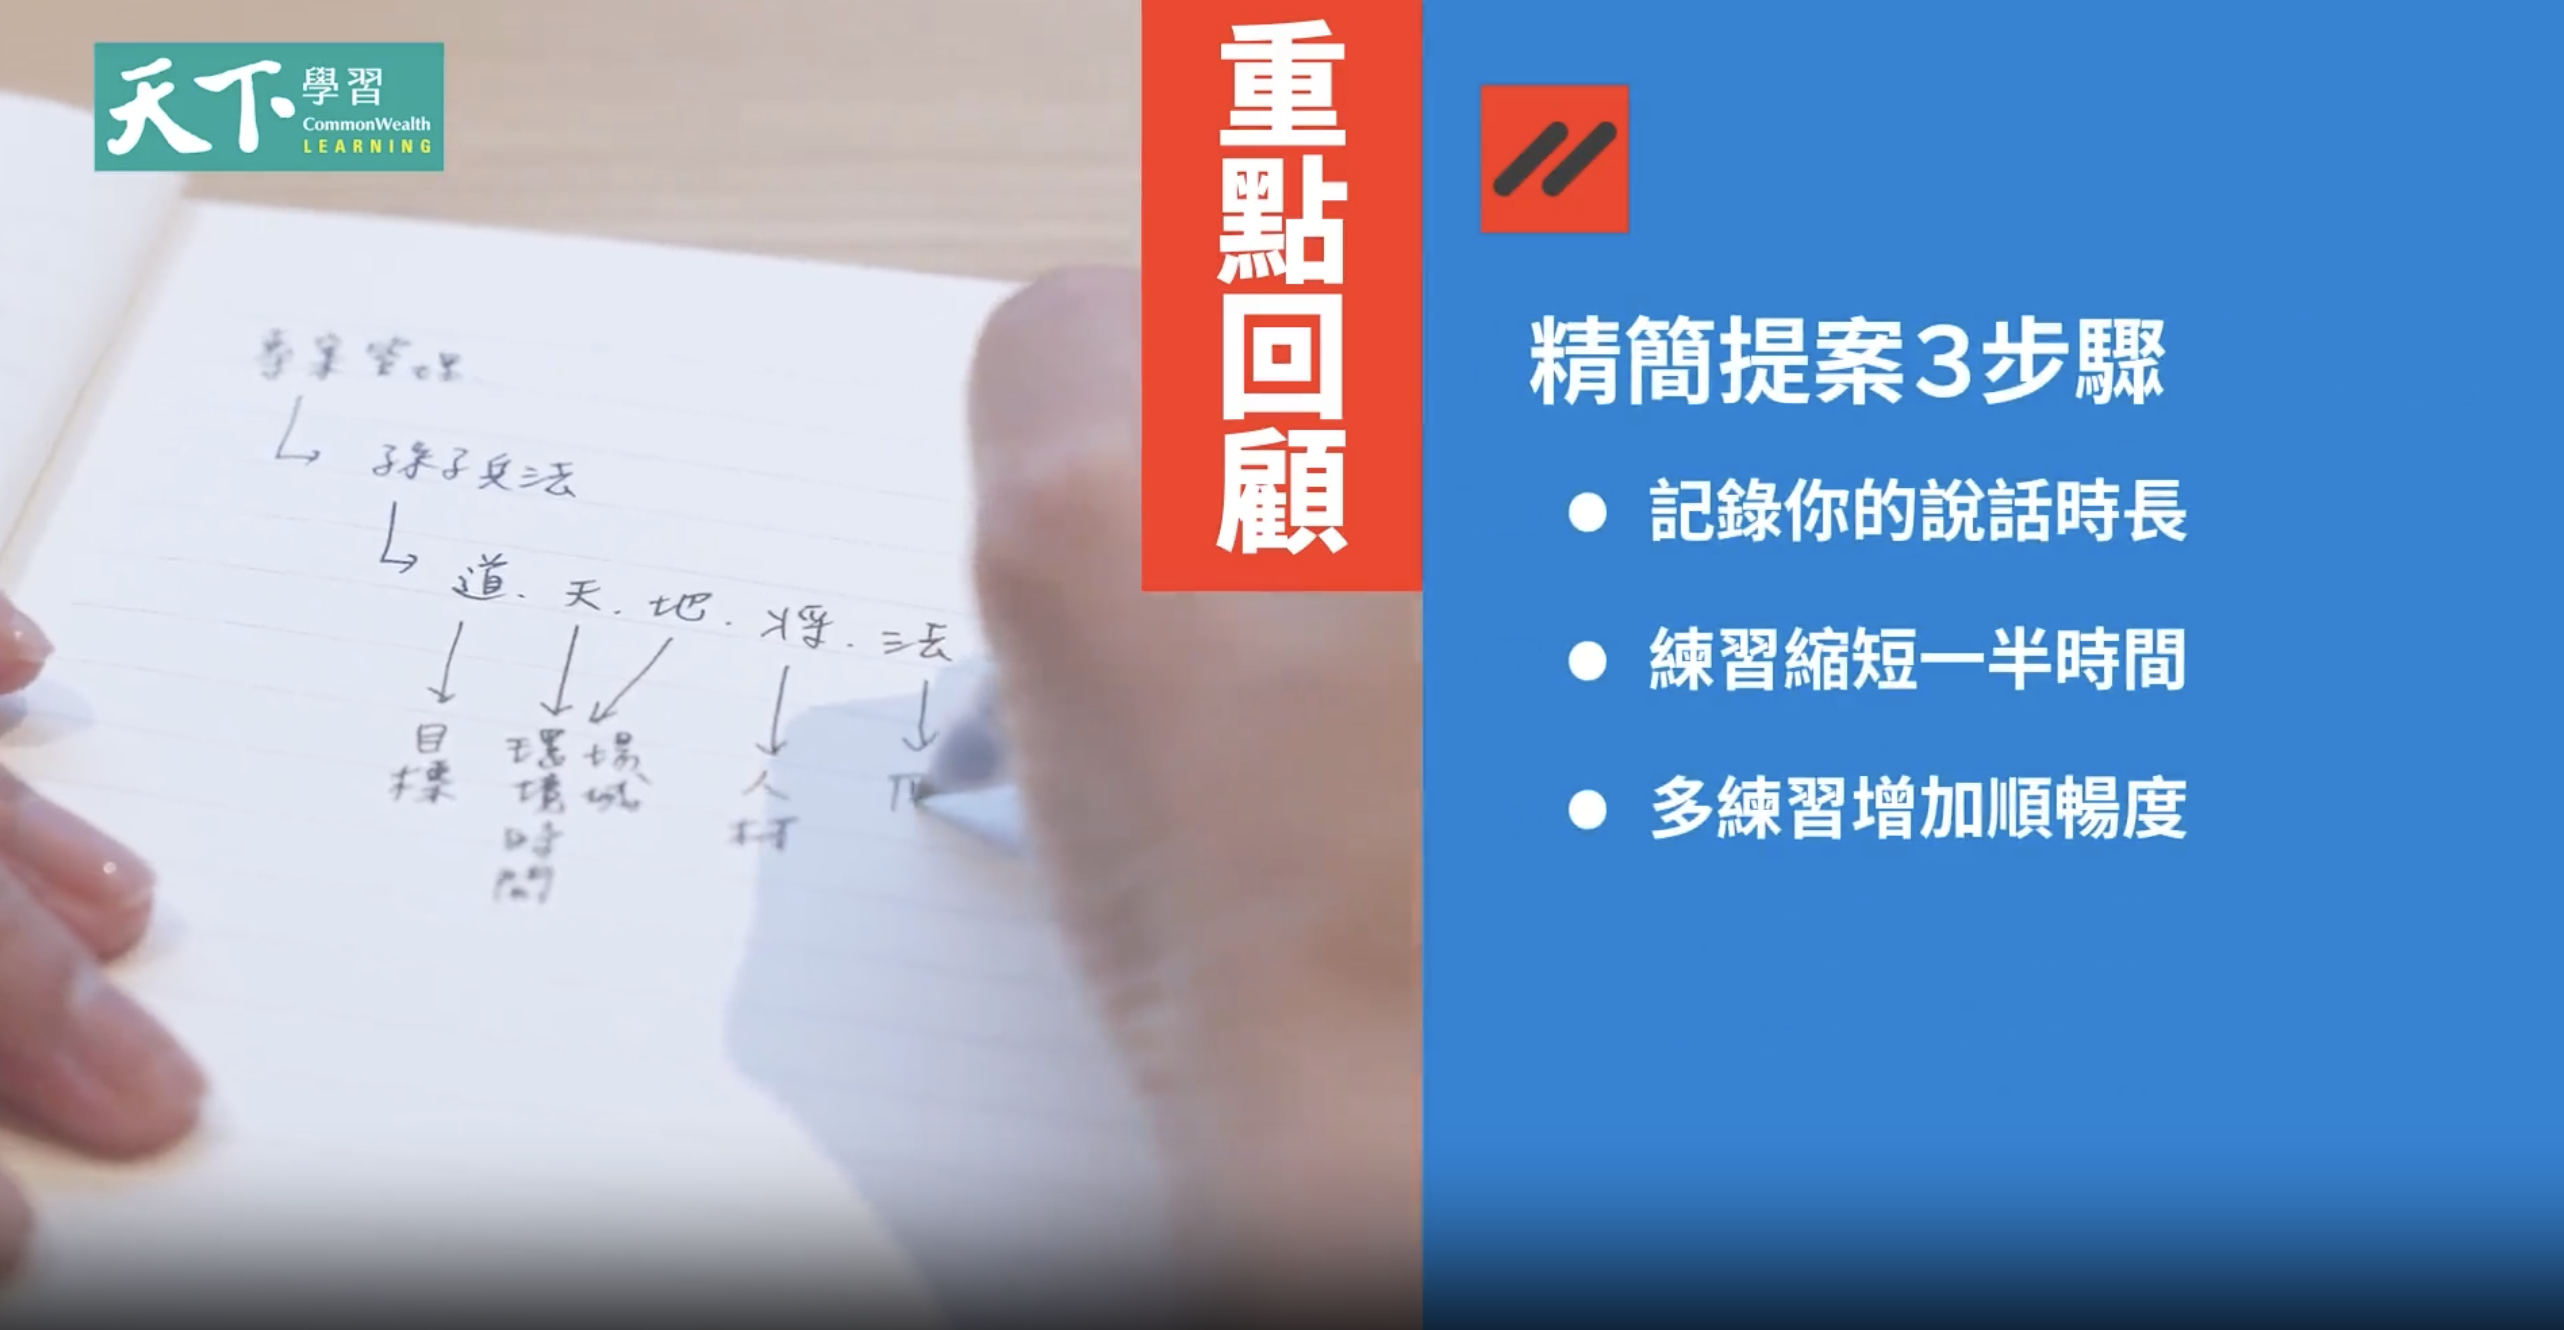 天下學習
CommonWealth
LEARNING
專案管理
孫子兵法
道．天．地．將．法
目標
環境時間
場域
人材
重點回顧
精簡提案3步驟
● 記錄你的說話時長
● 練習縮短一半時間
● 多練習增加順暢度